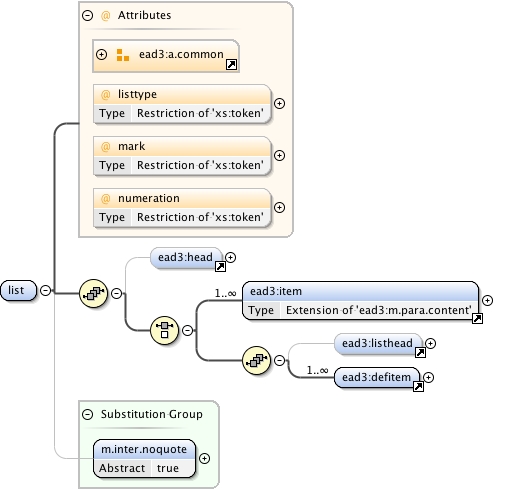 @ Attributes
ead3:a.common
@ listtype
Type Restriction of 'xs:token'
@ mark
Type Restriction of 'xs:token'
@ numeration
Type Restriction of 'xs:token'
list
ead3:head
1..∞
ead3:item
Type Extension of 'ead3:m.para.content'
ead3:listhead
1..∞
ead3:defitem
Substitution Group
m.inter.noquote
Abstract true